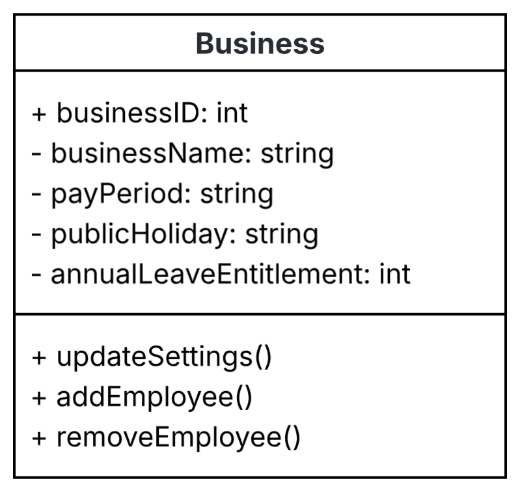 Business
+ businessID: int
- businessName: string
- payPeriod: string
- publicHoliday: string
- annualLeaveEntitlement: int
+ updateSettings()
+ addEmployee()
+ removeEmployee()